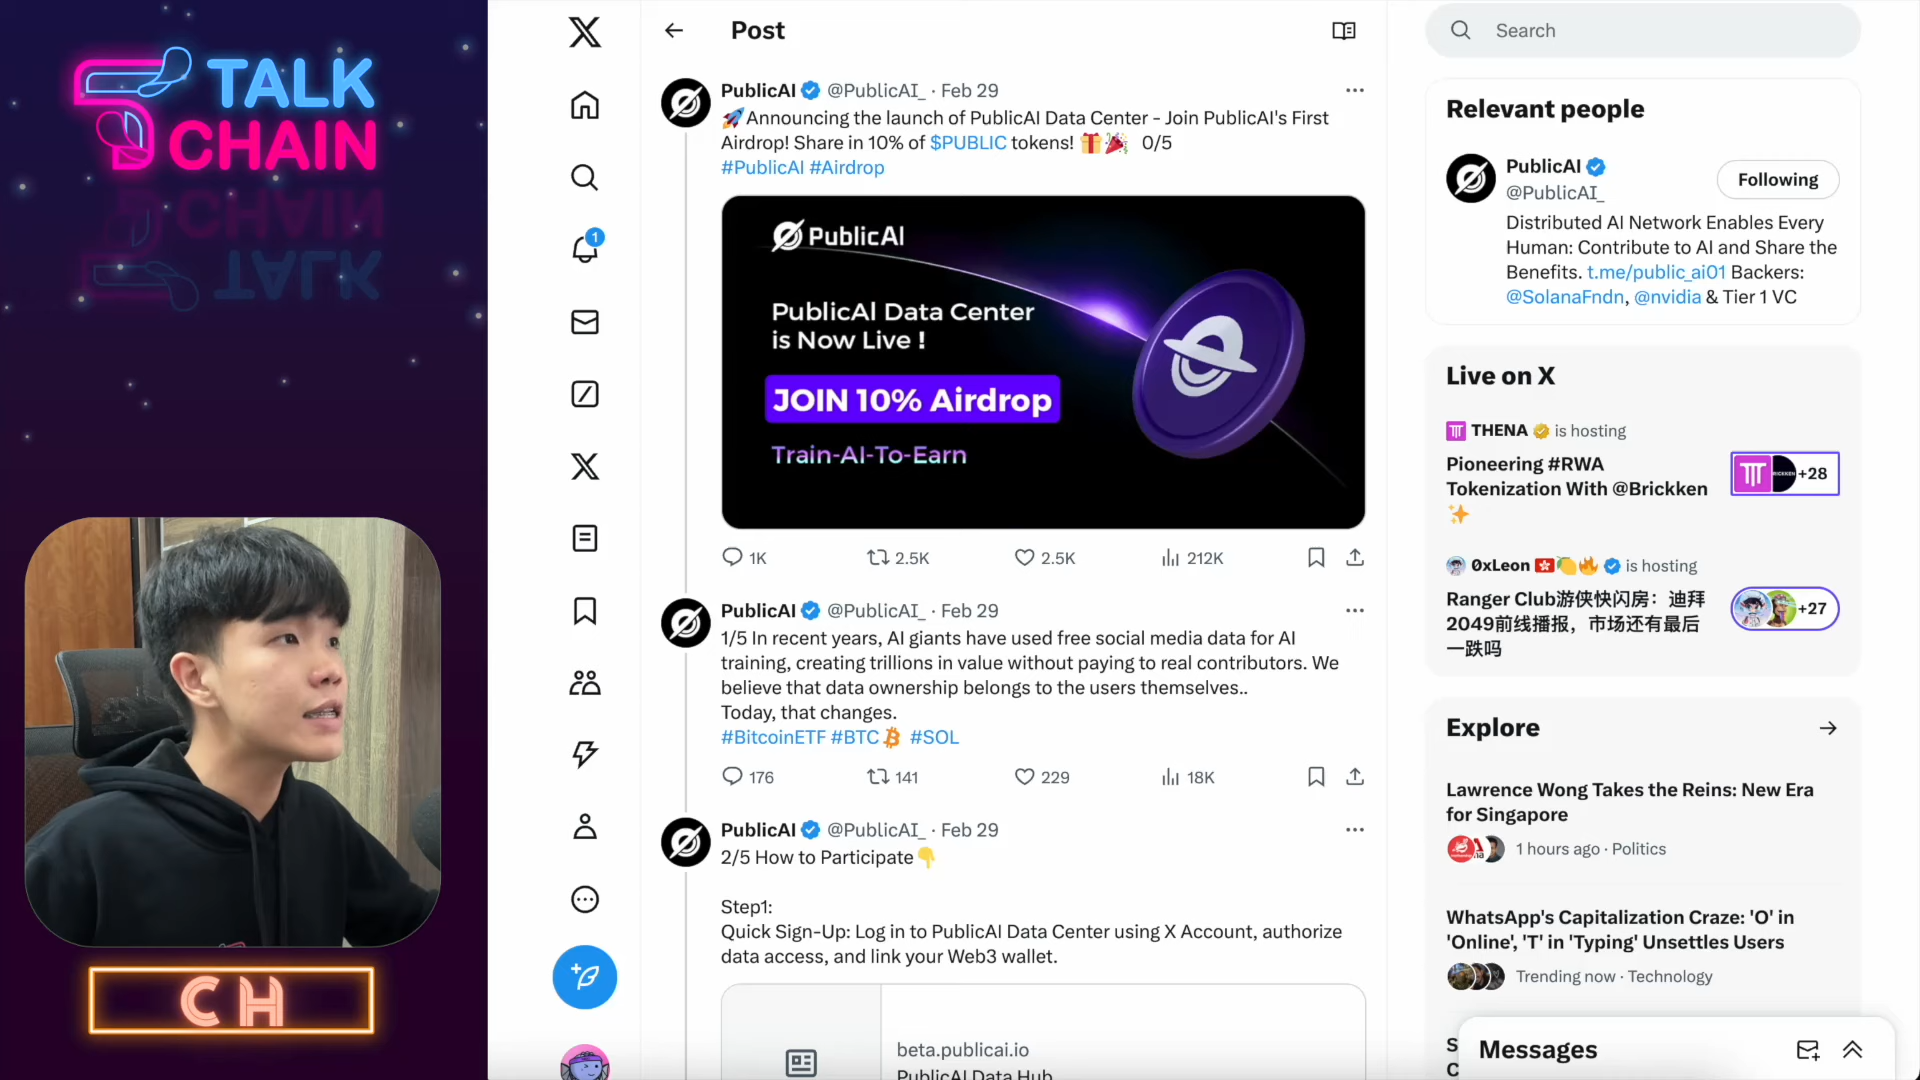 TALK
CHAIN
CH
Post
PublicAI @PublicAI_ · Feb 29
🚀Announcing the launch of PublicAI Data Center - Join PublicAI's First
Airdrop! Share in 10% of $PUBLIC tokens! 🎁🎉 0/5
#PublicAI #Airdrop
PublicAI
PublicAI Data Center
is Now Live !
JOIN 10% Airdrop
Train-AI-To-Earn
1K 2.5K 2.5K 212K
PublicAI @PublicAI_ · Feb 29
1/5 In recent years, AI giants have used free social media data for AI
training, creating trillions in value without paying to real contributors. We
believe that data ownership belongs to the users themselves..
Today, that changes.
#BitcoinETF #BTC #SOL
176 141 229 18K
PublicAI @PublicAI_ · Feb 29
2/5 How to Participate👇
Step1:
Quick Sign-Up: Log in to PublicAI Data Center using X Account, authorize
data access, and link your Web3 wallet.
beta.publicai.io
PublicAI Data Hub
1
Search
Relevant people
PublicAI
@PublicAI_
Following
Distributed AI Network Enables Every
Human: Contribute to AI and Share the
Benefits. t.me/public_ai01 Backers:
@SolanaFndn, @nvidia & Tier 1 VC
Live on X
THENA is hosting
Pioneering #RWA
Tokenization With @Brickken
✨
+28
0xLeon 🇭🇰🍋🔥 is hosting
Ranger Club游侠快闪房：迪拜
2049前线播报，市场还有最后
一跌吗
+27
Explore
Lawrence Wong Takes the Reins: New Era
for Singapore
1 hours ago · Politics
WhatsApp's Capitalization Craze: 'O' in
'Online', 'T' in 'Typing' Unsettles Users
Trending now · Technology
Messages